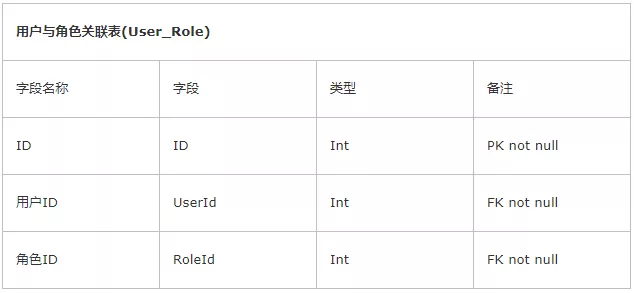 用户与角色关联表(User_Role)
字段名称 字段 类型 备注
ID ID Int PK not null
用户ID UserId Int FK not null
角色ID RoleId Int FK not null